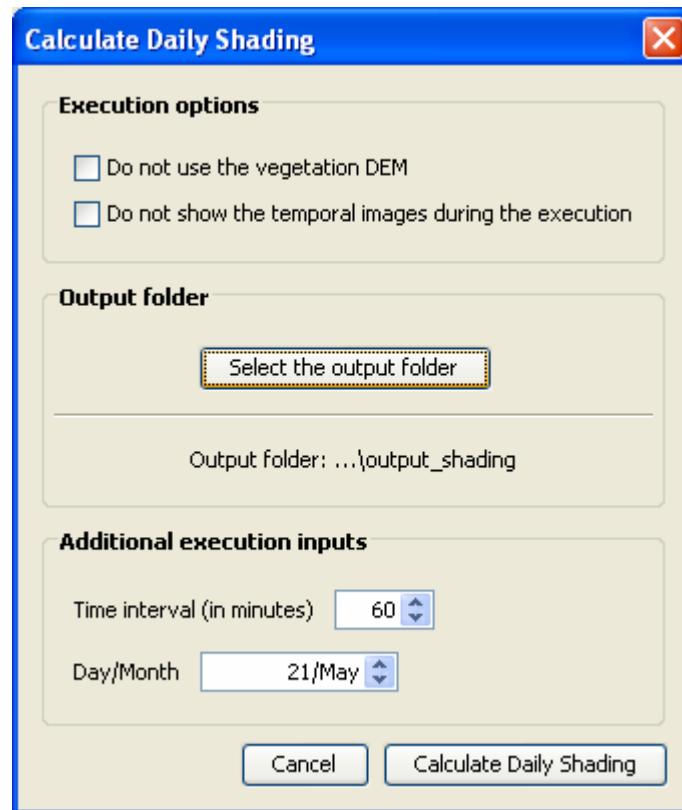 Calculate Daily Shading
Execution options
Do not use the vegetation DEM
Do not show the temporal images during the execution
Output folder
Select the output folder
Output folder: ...\output_shading
Additional execution inputs
Time interval (in minutes) 60
Day/Month 21/May
Cancel Calculate Daily Shading